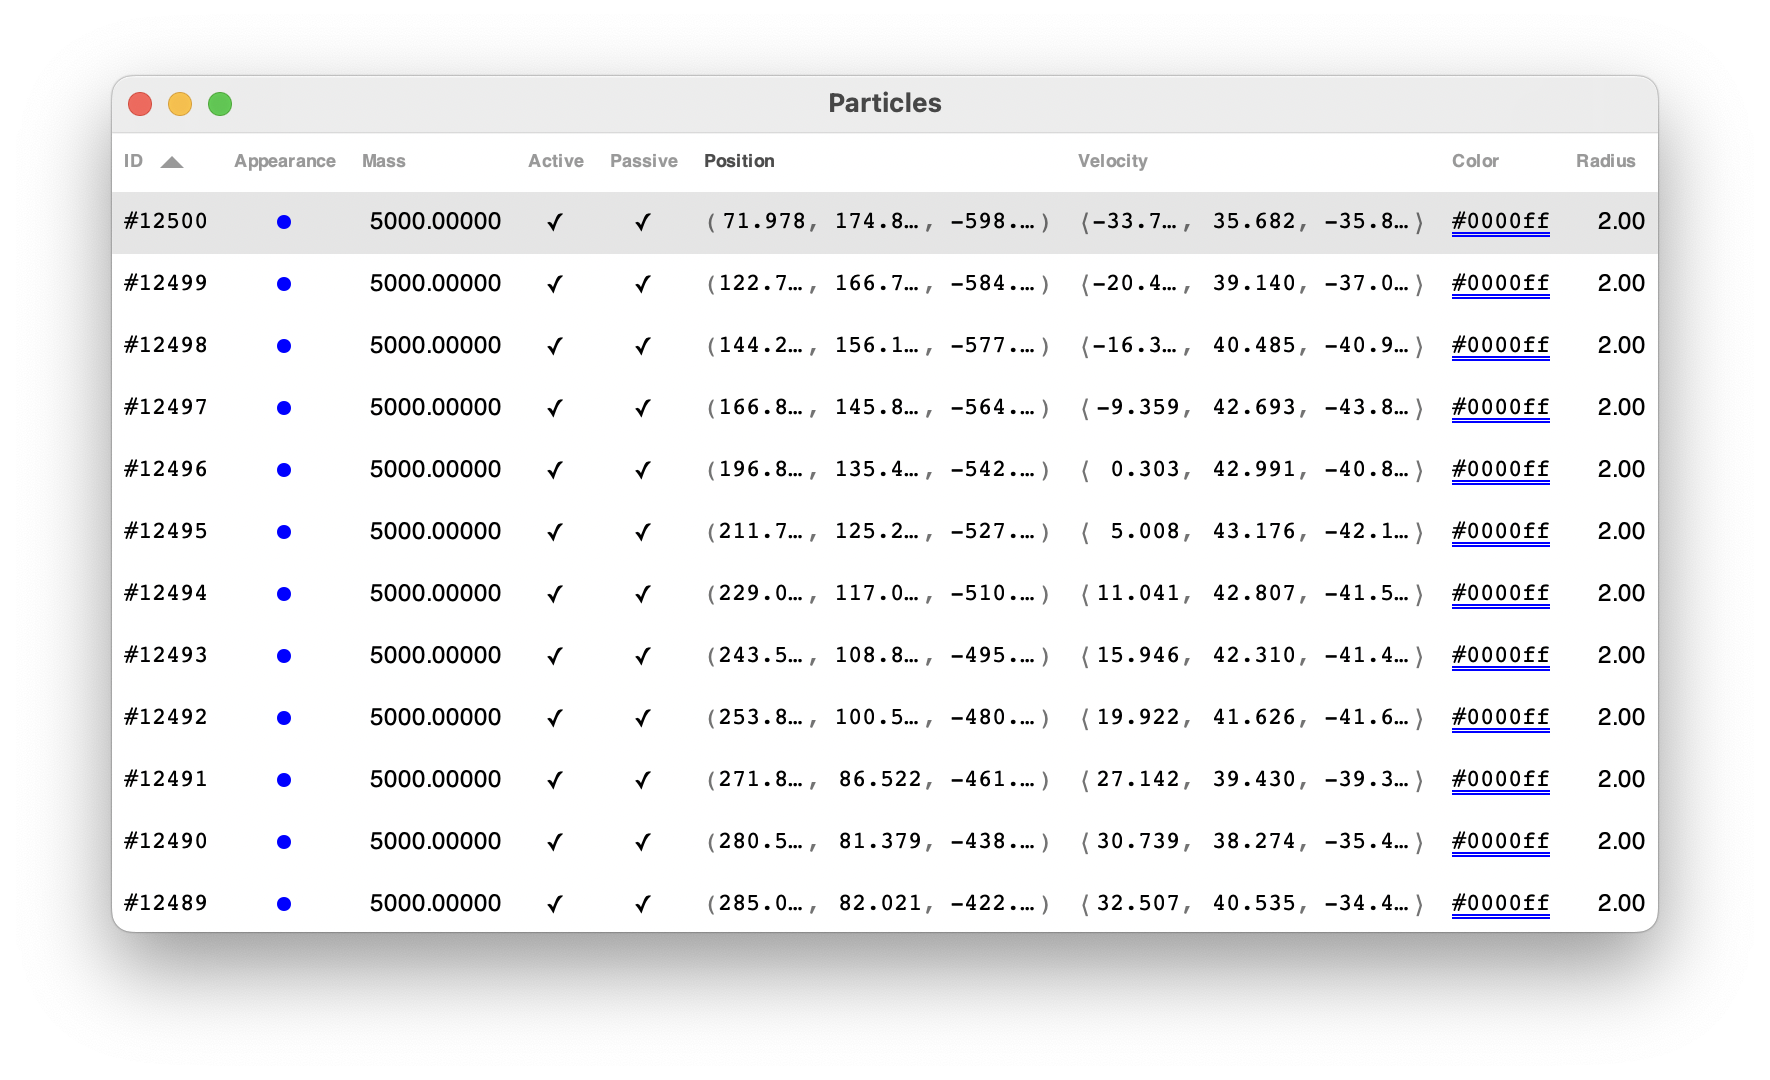 Particles
ID Appearance Mass Active Passive Position Velocity Color Radius
#12500 5000.00000 ✓ ✓ ( 71.978, 174.8…, -598.…) ⟨-33.7…, 35.682, -35.8…⟩ #0000ff 2.00
#12499 5000.00000 ✓ ✓ (122.7…, 166.7…, -584.…) ⟨-20.4…, 39.140, -37.0…⟩ #0000ff 2.00
#12498 5000.00000 ✓ ✓ (144.2…, 156.1…, -577.…) ⟨-16.3…, 40.485, -40.9…⟩ #0000ff 2.00
#12497 5000.00000 ✓ ✓ (166.8…, 145.8…, -564.…) ⟨-9.359, 42.693, -43.8…⟩ #0000ff 2.00
#12496 5000.00000 ✓ ✓ (196.8…, 135.4…, -542.…) ⟨ 0.303, 42.991, -40.8…⟩ #0000ff 2.00
#12495 5000.00000 ✓ ✓ (211.7…, 125.2…, -527.…) ⟨ 5.008, 43.176, -42.1…⟩ #0000ff 2.00
#12494 5000.00000 ✓ ✓ (229.0…, 117.0…, -510.…) ⟨11.041, 42.807, -41.5…⟩ #0000ff 2.00
#12493 5000.00000 ✓ ✓ (243.5…, 108.8…, -495.…) ⟨15.946, 42.310, -41.4…⟩ #0000ff 2.00
#12492 5000.00000 ✓ ✓ (253.8…, 100.5…, -480.…) ⟨19.922, 41.626, -41.6…⟩ #0000ff 2.00
#12491 5000.00000 ✓ ✓ (271.8…, 86.522, -461.…) ⟨27.142, 39.430, -39.3…⟩ #0000ff 2.00
#12490 5000.00000 ✓ ✓ (280.5…, 81.379, -438.…) ⟨30.739, 38.274, -35.4…⟩ #0000ff 2.00
#12489 5000.00000 ✓ ✓ (285.0…, 82.021, -422.…) ⟨32.507, 40.535, -34.4…⟩ #0000ff 2.00